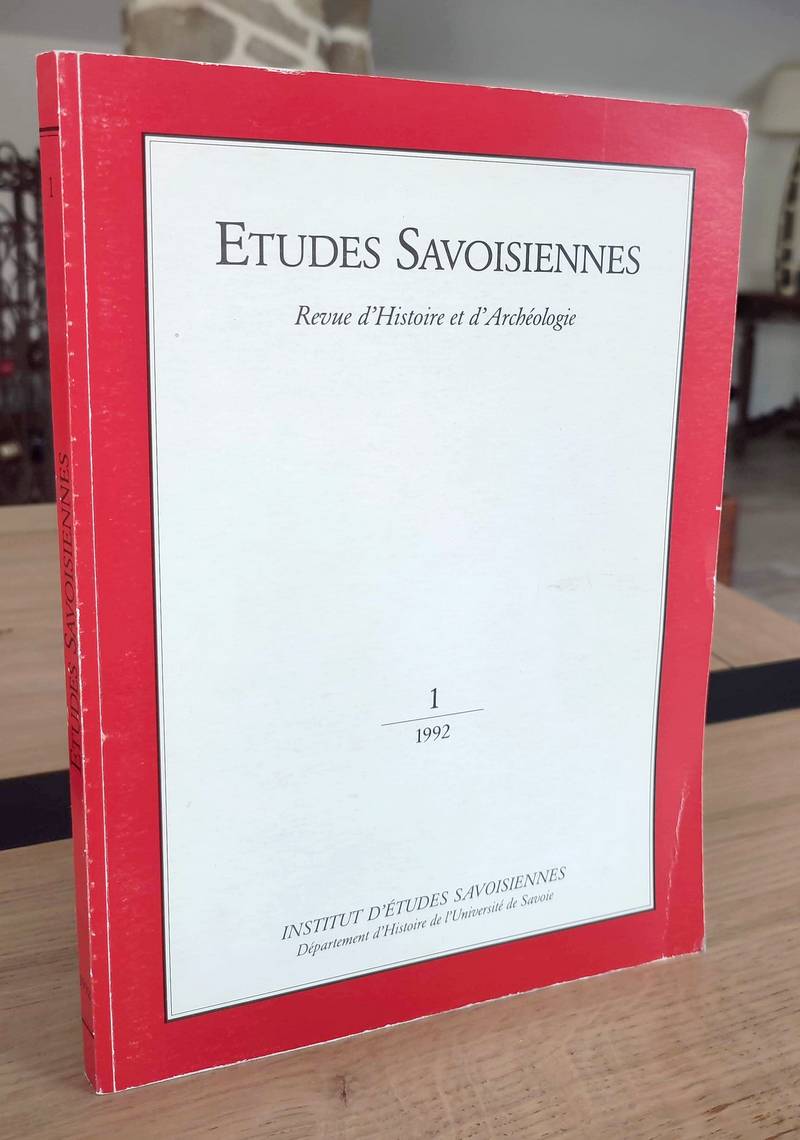 ETUDES SAVOISIENNES
Revue d'Histoire et d'Archéologie
1
1992
INSTITUT D'ÉTUDES SAVOISIENNES
Département d'Histoire de l'Université de Savoie
1
ETUDES SAVOISIENNES